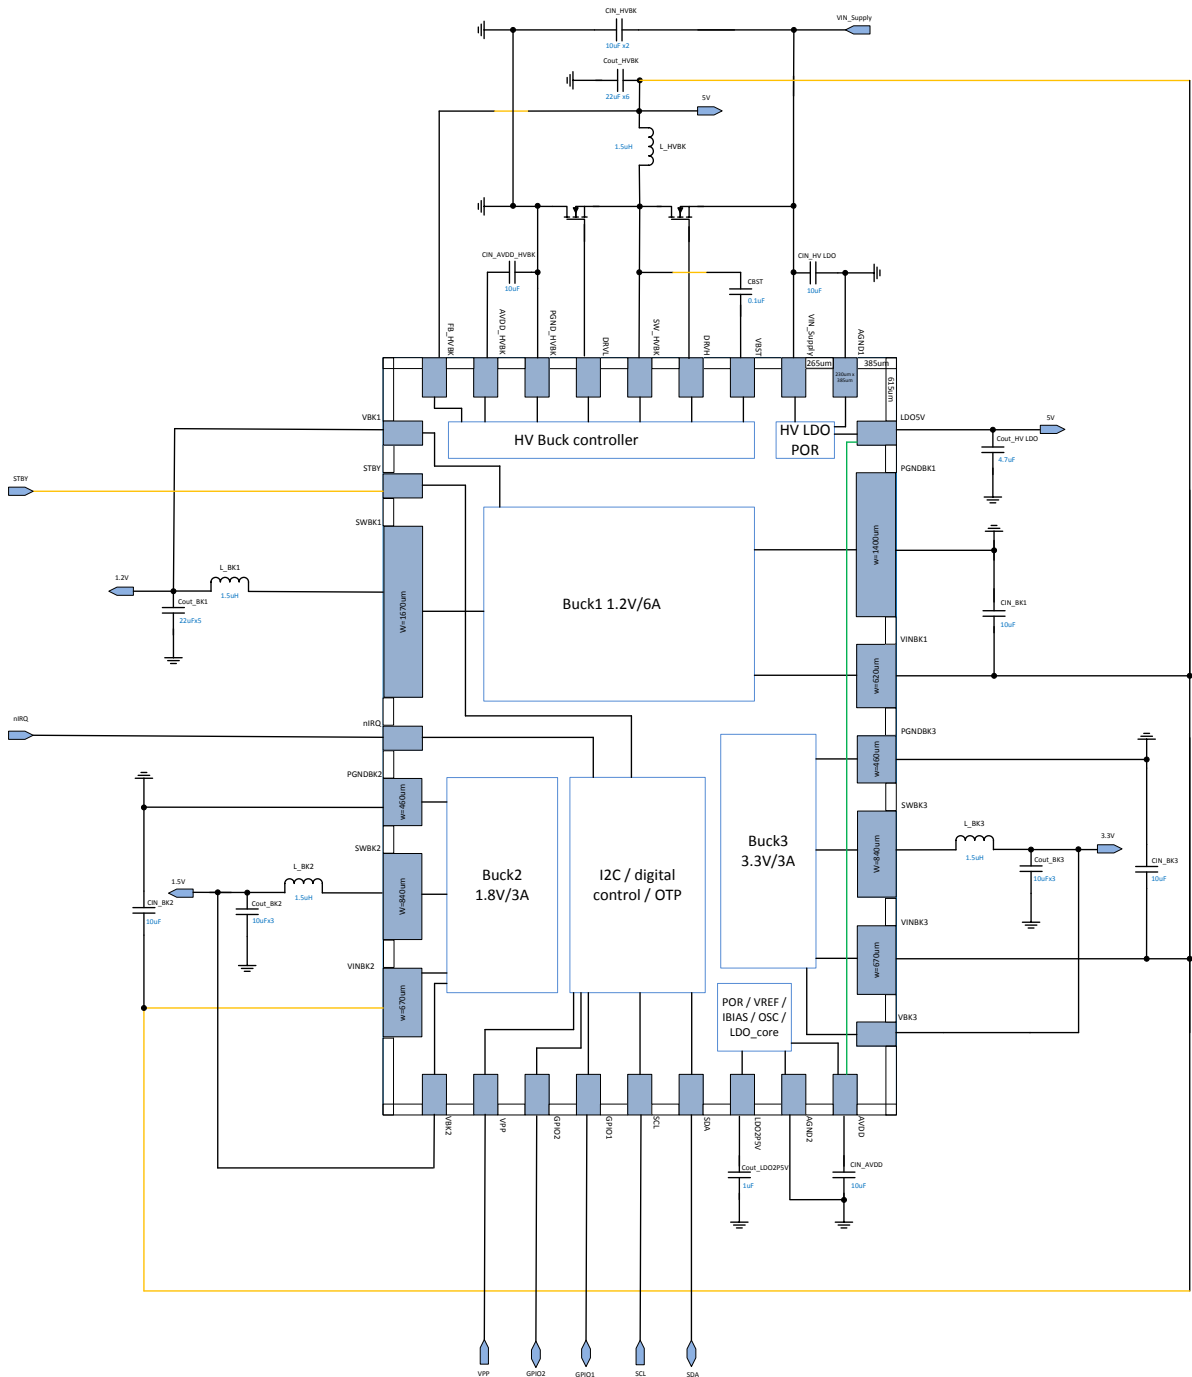 CIN_HVBK
VIN_Supply
10uF x2
Cout_HVBK
22uF x6
5V
1.5uH
L_HVBK
CIN_AVDD_HVBK
10uF
CIN_HV LDO
10uF
CBST
0.1uF
FB_HVBK
AVDD_HVBK
PGND_HVBK
DRVL
SW_HVBK
DRVH
VBST
VIN_Supply
AGND1
265um
385um
230um x
385um
615um
VBK1
HV Buck controller
HV LDO
POR
LDO5V
5V
Cout_HV LDO
4.7uF
STBY
STBY
PGNDBK1
SWBK1
w=1400um
L_BK1
1.2V
1.5uH
Cout_BK1
22uFx5
W=1670um
Buck1 1.2V/6A
CIN_BK1
10uF
VINBK1
w=620um
nIRQ
nIRQ
PGNDBK3
w=460um
PGNDBK2
w=460um
SWBK3
W=840um
L_BK3
3.3V
1.5uH
Cout_BK3
10uFx3
CIN_BK3
10uF
Buck3
3.3V/3A
SWBK2
W=840um
L_BK2
1.5V
1.5uH
CIN_BK2
10uF
Cout_BK2
10uFx3
Buck2
1.8V/3A
I2C / digital
control / OTP
VINBK3
w=670um
VINBK2
w=670um
VBK3
POR / VREF /
IBIAS / OSC /
LDO_core
VBK2
VPP
GPIO2
GPIO1
SCL
SDA
LDO2P5V
AGND2
AVDD
Cout_LDO2P5V
1uF
CIN_AVDD
10uF
VPP
GPIO2
GPIO1
SCL
SDA